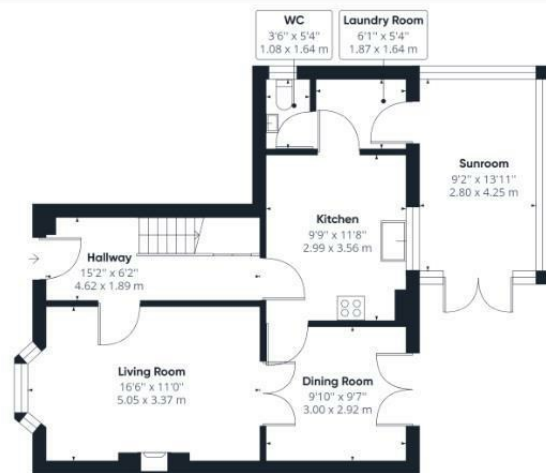 WC
3'6" x 5'4"
1.08 x 1.64 m
Laundry Room
6'1" x 5'4"
1.87 x 1.64 m
Sunroom
9'2" x 13'11"
2.80 x 4.25 m
Kitchen
9'9" x 11'8"
2.99 x 3.56 m
Hallway
15'2" x 6'2"
4.62 x 1.89 m
Living Room
16'6" x 11'0"
5.05 x 3.37 m
Dining Room
9'10" x 9'7"
3.00 x 2.92 m